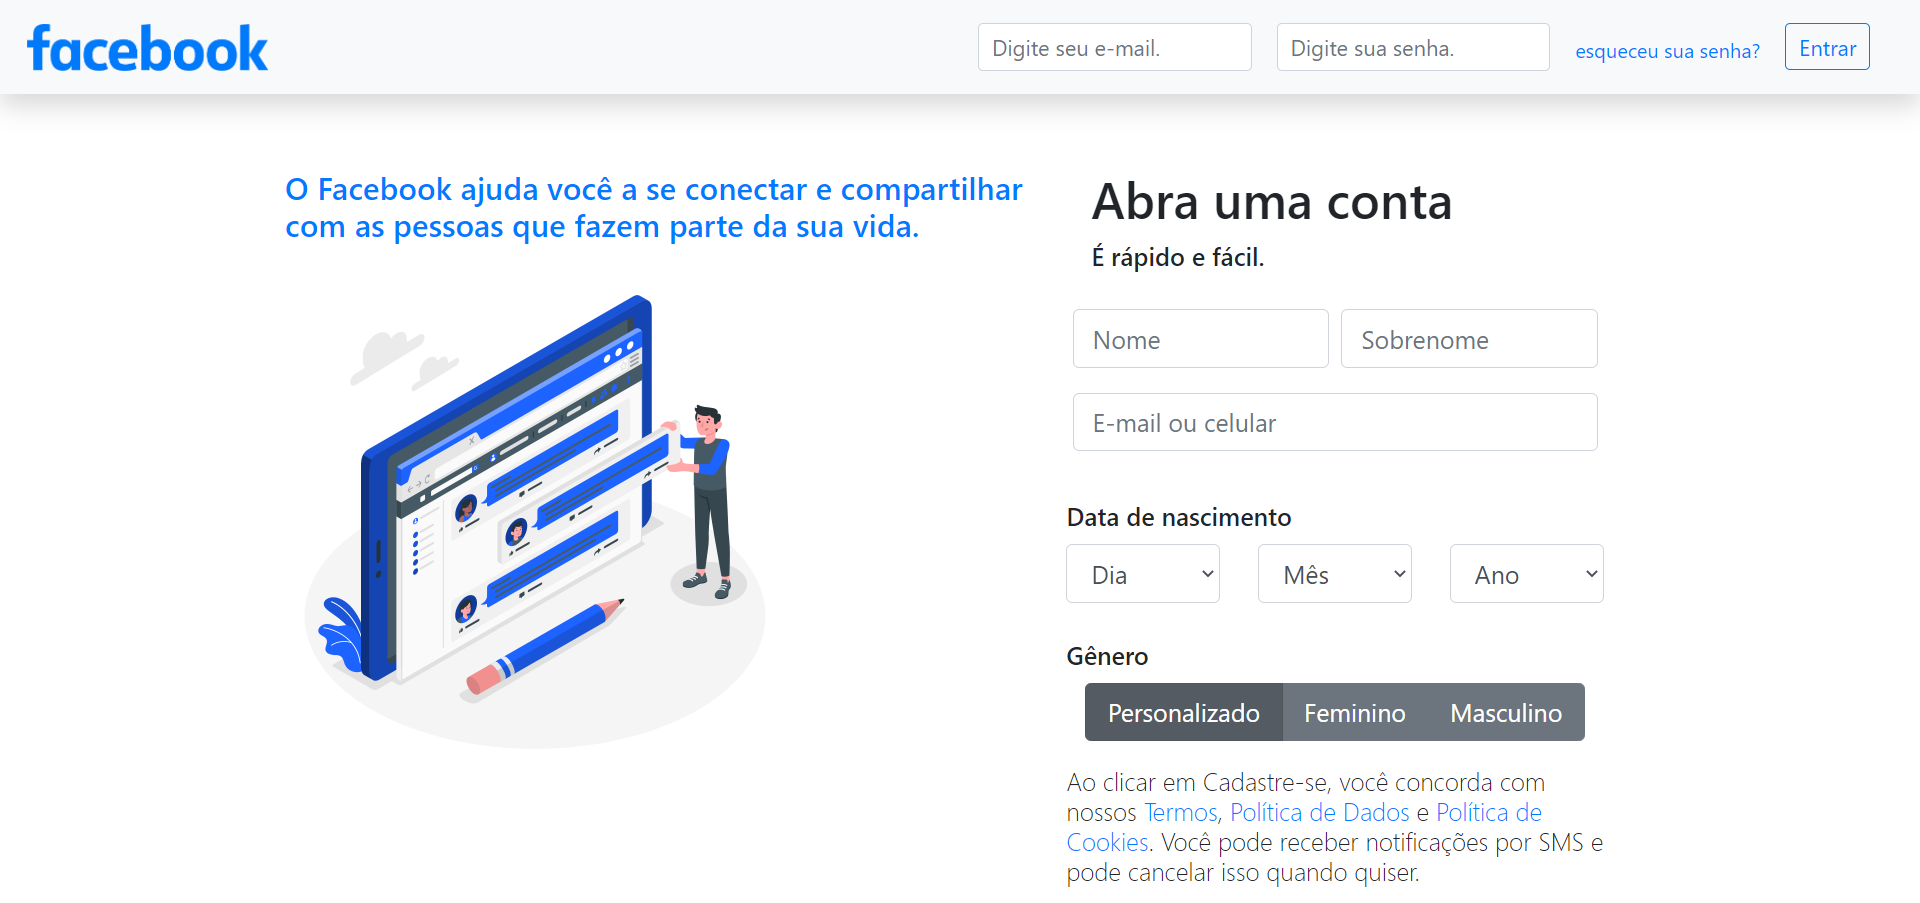 facebook
Digite seu e-mail.
Digite sua senha.
esqueceu sua senha?
Entrar
O Facebook ajuda você a se conectar e compartilhar
com as pessoas que fazem parte da sua vida.
Abra uma conta
É rápido e fácil.
Nome
Sobrenome
E-mail ou celular
Data de nascimento
Dia
Mês
Ano
Gênero
Personalizado
Feminino
Masculino
Ao clicar em Cadastre-se, você concorda com
nossos Termos, Política de Dados e Política de
Cookies. Você pode receber notificações por SMS e
pode cancelar isso quando quiser.